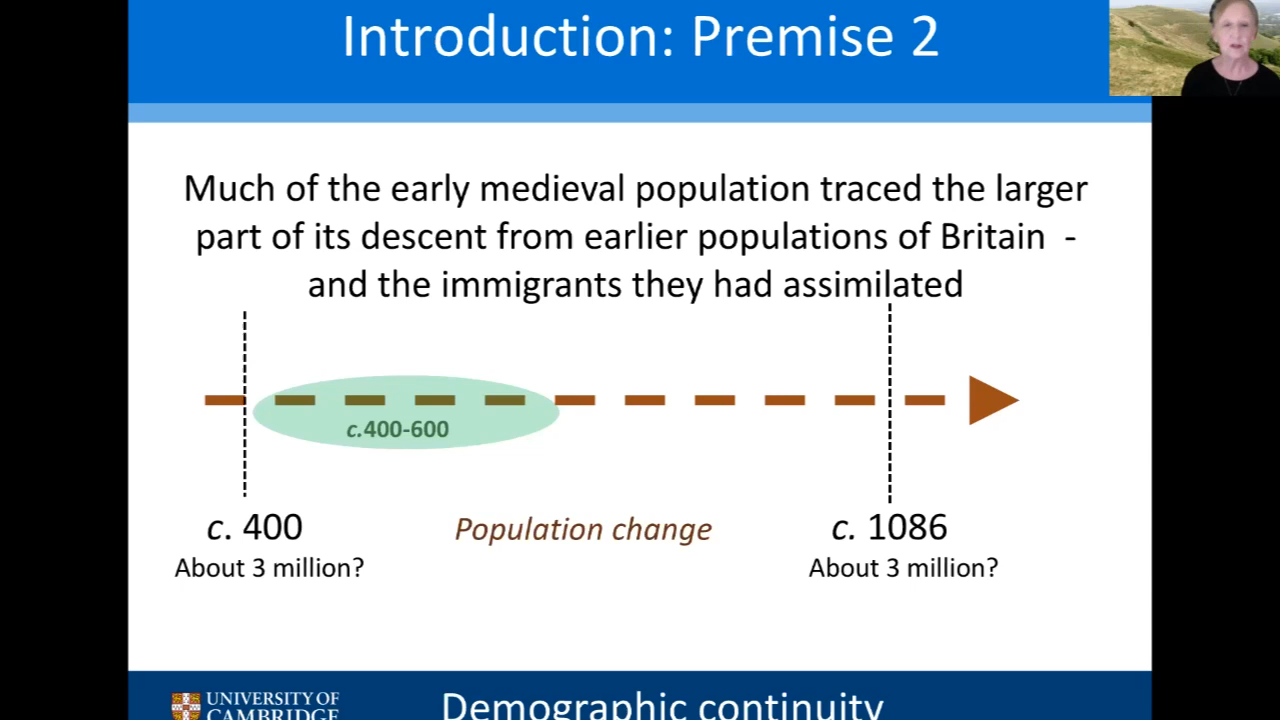 Introduction: Premise 2
Much of the early medieval population traced the larger
part of its descent from earlier populations of Britain -
and the immigrants they had assimilated
c.400-600
c. 400
Population change
c. 1086
About 3 million?
About 3 million?
UNIVERSITY OF
CAMBRIDGE
Demographic continuity